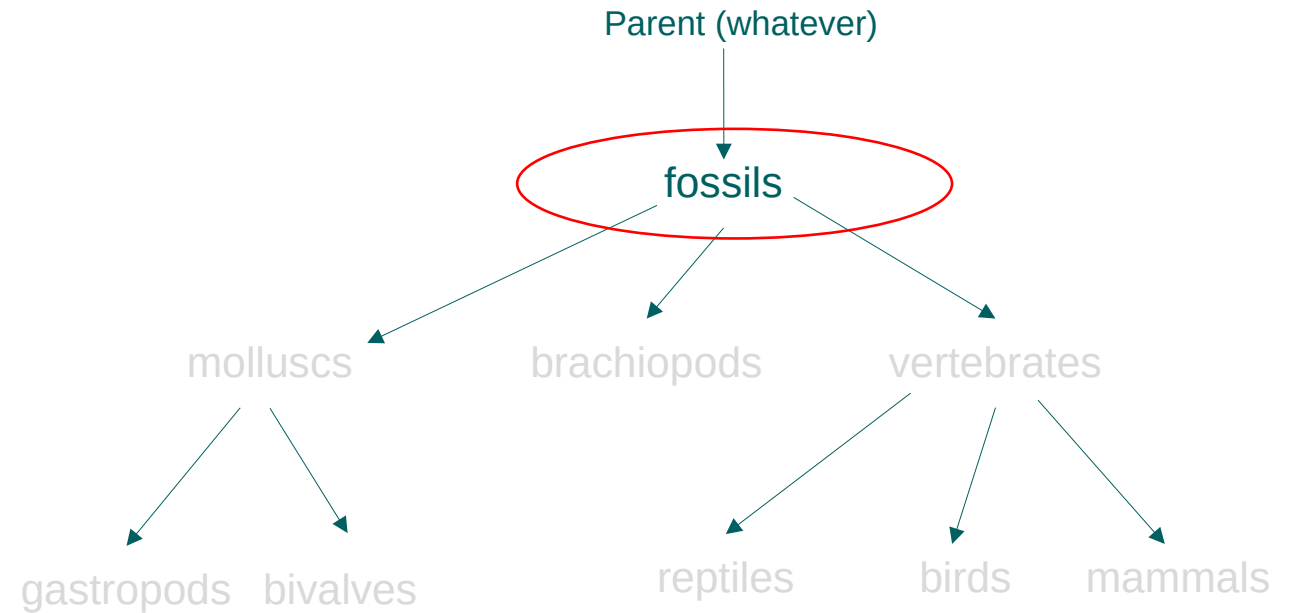 Parent (whatever)
fossils
molluscs brachiopods vertebrates
gastropods bivalves reptiles birds mammals